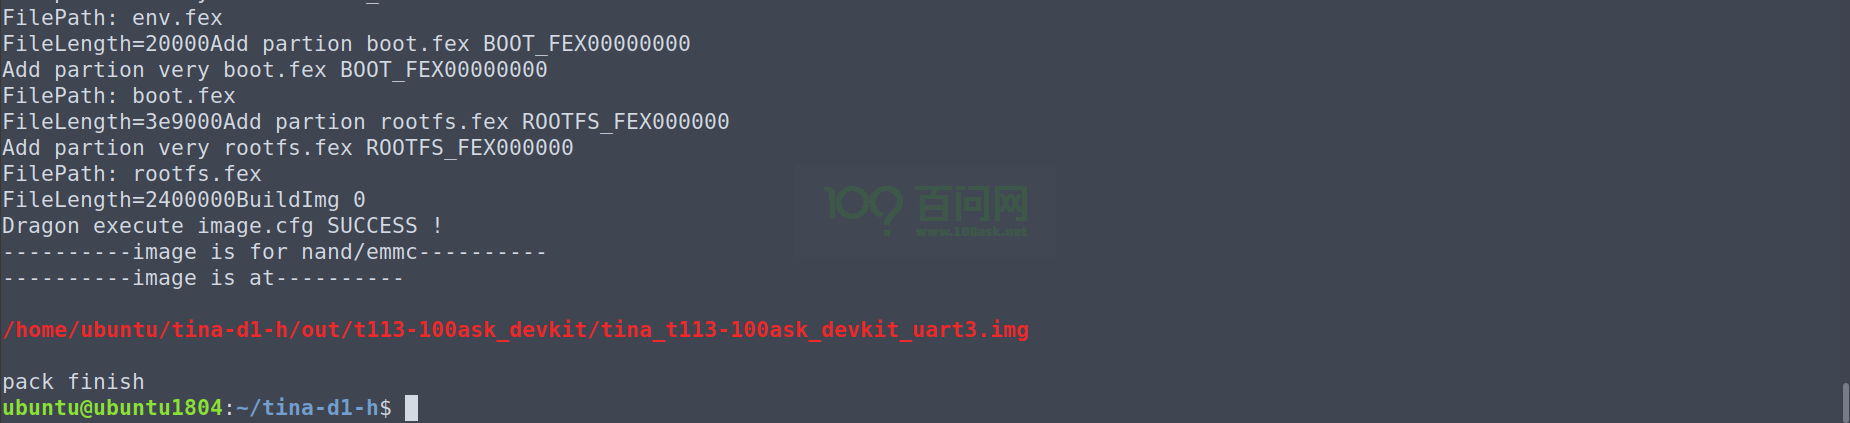 FilePath: env.fex
FileLength=20000Add partion boot.fex BOOT_FEX00000000
Add partion very boot.fex BOOT_FEX00000000
FilePath: boot.fex
FileLength=3e9000Add partion rootfs.fex ROOTFS_FEX000000
Add partion very rootfs.fex ROOTFS_FEX000000
FilePath: rootfs.fex
FileLength=2400000BuildImg 0
Dragon execute image.cfg SUCCESS !
----------image is for nand/emmc----------
----------image is at----------
/home/ubuntu/tina-d1-h/out/t113-100ask_devkit/tina_t113-100ask_devkit_uart3.img
pack finish
ubuntu@ubuntu1804:~/tina-d1-h$
100? 百问网
www.100ask.net